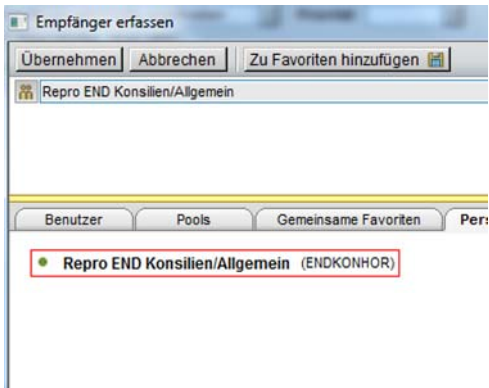 Empfänger erfassen
Übernehmen Abbrechen Zu Favoriten hinzufügen
Repro END Konsilien/Allgemein
Benutzer Pools Gemeinsame Favoriten Pers
Repro END Konsilien/Allgemein (ENDKONHOR)